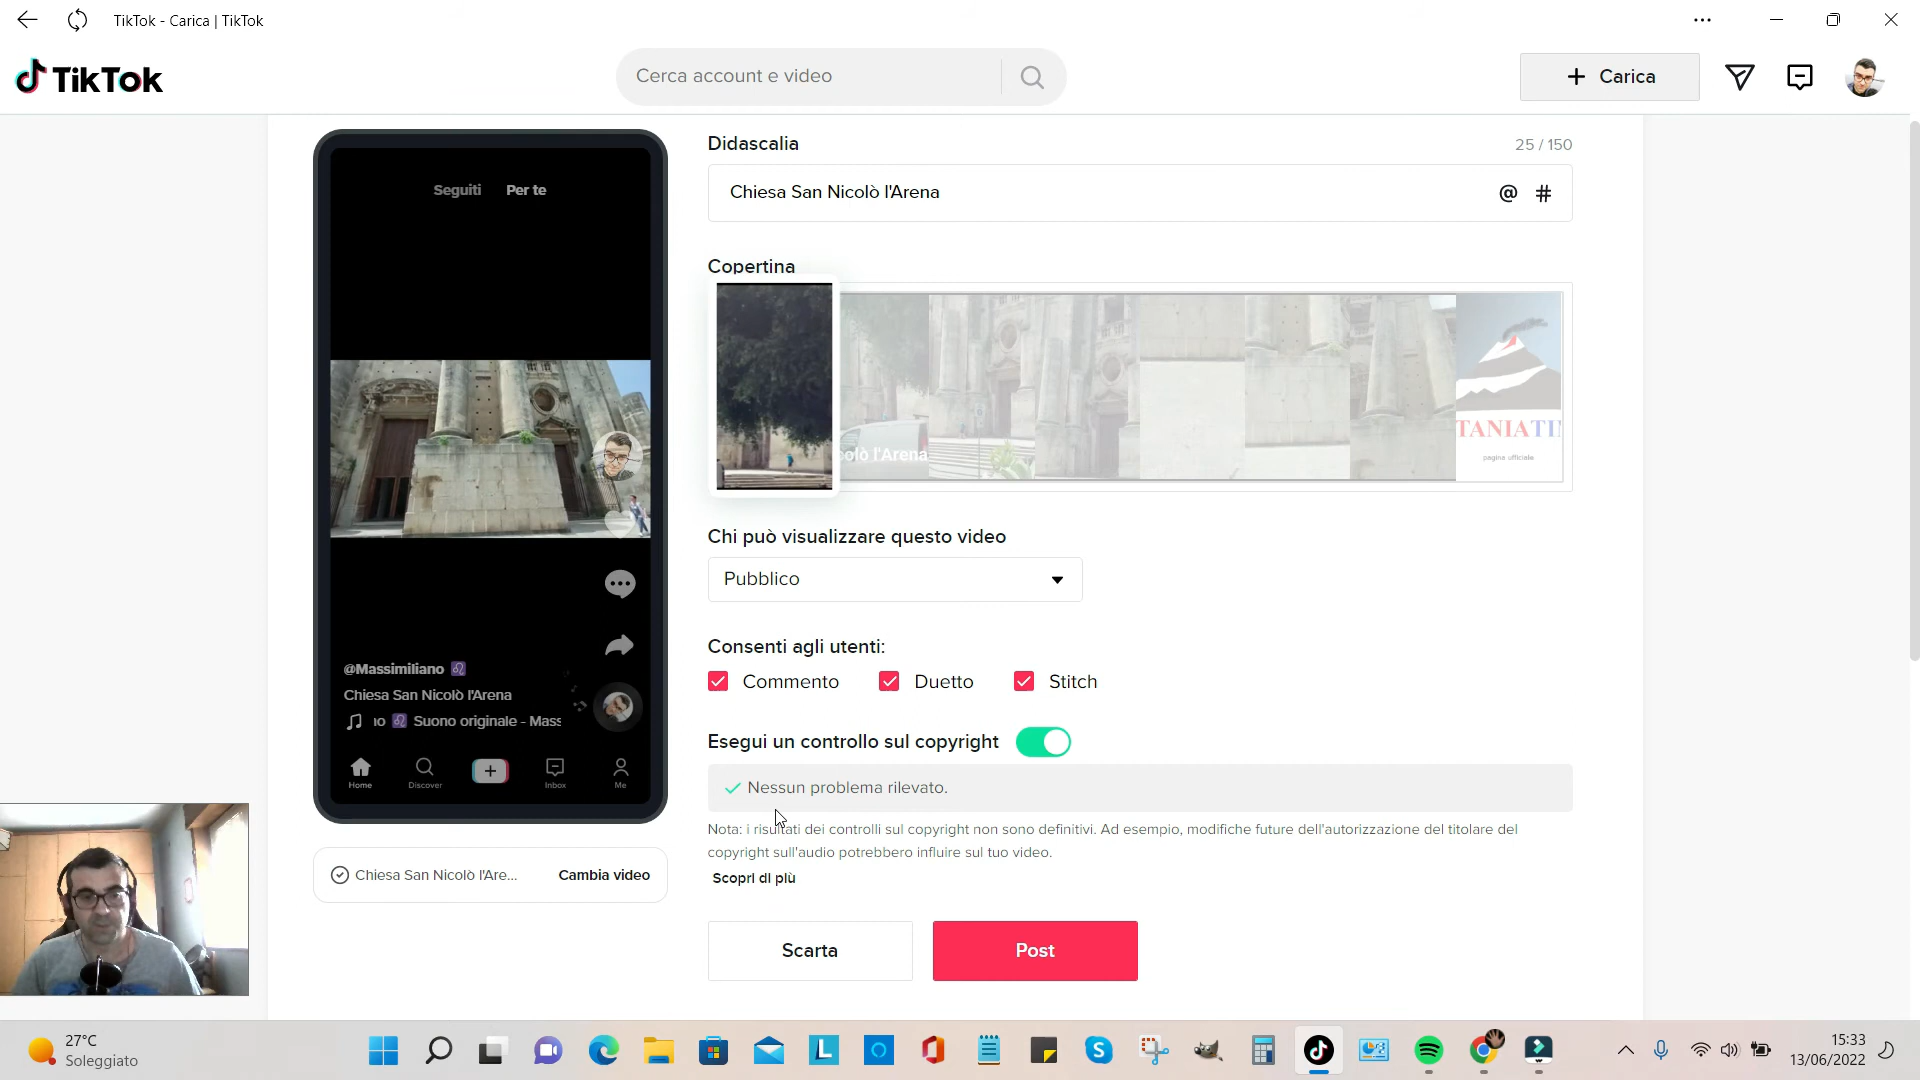 TikTok - Carica | TikTok
TikTok
Cerca account e video
Carica
Seguiti Per te
@Massimiliano
Chiesa San Nicolò l'Arena
Suono originale - Mass
Home Discover Inbox Me
Chiesa San Nicolò l'Are... Cambia video
Didascalia 25 / 150
Chiesa San Nicolò l'Arena @ #
Copertina
colò l'Arena
TANIATI
pagina ufficiale
Chi può visualizzare questo video
Pubblico
Consenti agli utenti:
Commento Duetto Stitch
Esegui un controllo sul copyright
Nessun problema rilevato.
Nota: i risultati dei controlli sul copyright non sono definitivi. Ad esempio, modifiche future dell'autorizzazione del titolare del
copyright sull'audio potrebbero influire sul tuo video.
Scopri di più
Scarta Post
27°C
Soleggiato
15:33
13/06/2022